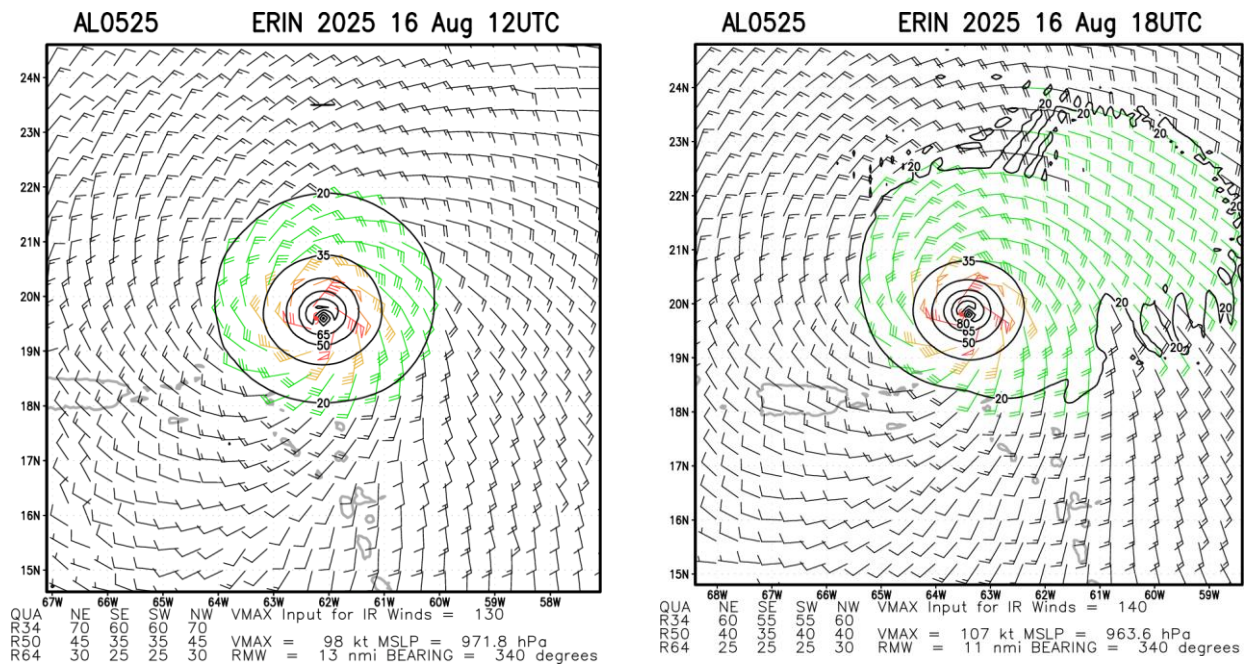 AL0525 ERIN 2025 16 Aug 12UTC
24N
23N
22N
21N
20N
19N
18N
17N
16N
15N
20
35
65
50
20
67W 66W 65W 64W 63W 62W 61W 60W 59W 58W
QUA NE SE SW NW VMAX Input for IR Winds = 130
R34 70 60 60 70
R50 45 35 35 45 VMAX = 98 kt MSLP = 971.8 hPa
R64 30 25 25 30 RMW = 13 nmi BEARING = 340 degrees
AL0525 ERIN 2025 16 Aug 18UTC
24N
23N
22N
21N
20N
19N
18N
17N
16N
15N
20
20
20
20
20
35
80
65
50
20
20
20
68W 67W 66W 65W 64W 63W 62W 61W 60W 59W
QUA NE SE SW NW VMAX Input for IR Winds = 140
R34 60 55 55 60
R50 40 35 40 40 VMAX = 107 kt MSLP = 963.6 hPa
R64 25 25 25 30 RMW = 11 nmi BEARING = 340 degrees